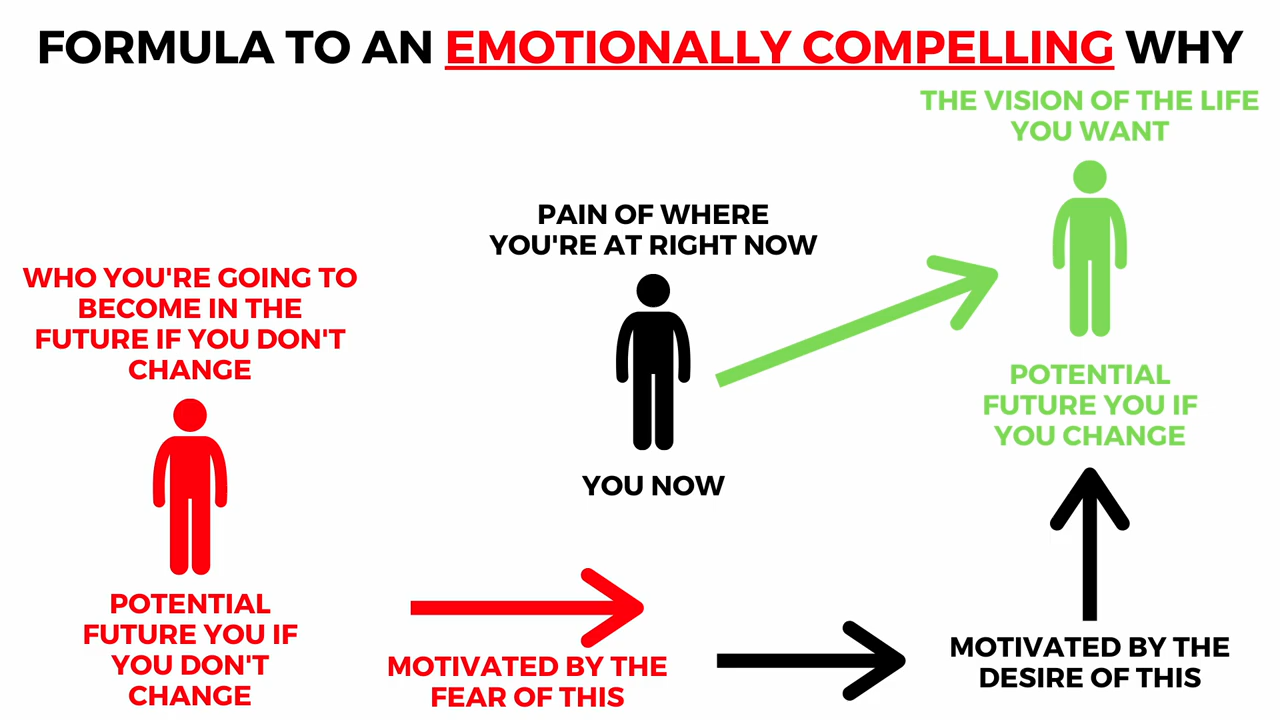 FORMULA TO AN EMOTIONALLY COMPELLING WHY
THE VISION OF THE LIFE
YOU WANT
PAIN OF WHERE
YOU'RE AT RIGHT NOW
WHO YOU'RE GOING TO
BECOME IN THE
FUTURE IF YOU DON'T
CHANGE
POTENTIAL
FUTURE YOU IF
YOU CHANGE
YOU NOW
POTENTIAL
FUTURE YOU IF
YOU DON'T
CHANGE
MOTIVATED BY THE
FEAR OF THIS
MOTIVATED BY THE
DESIRE OF THIS